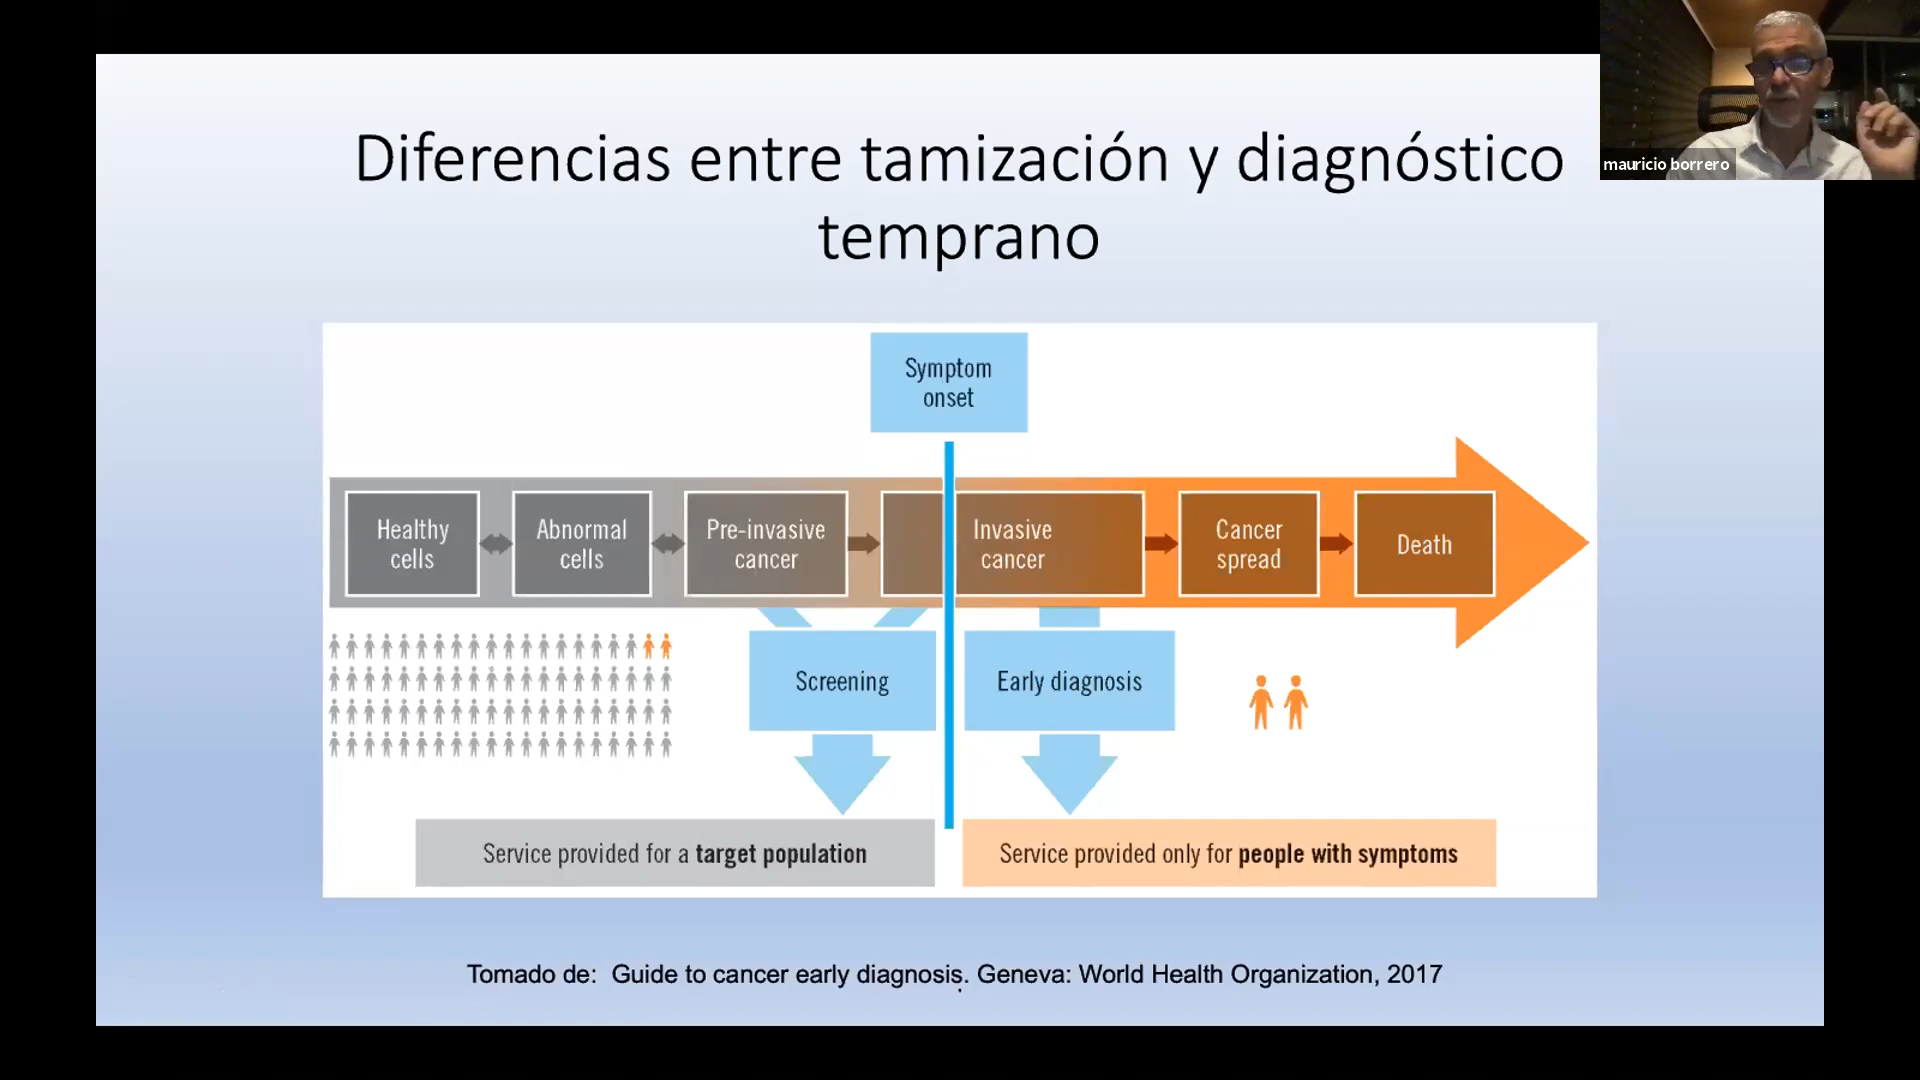 mauricio borrero
Diferencias entre tamización y diagnóstico
temprano
Symptom
onset
Healthy
cells
Abnormal
cells
Pre-invasive
cancer
Invasive
cancer
Cancer
spread
Death
Screening
Early diagnosis
Service provided for a target population
Service provided only for people with symptoms
Tomado de: Guide to cancer early diagnosis. Geneva: World Health Organization, 2017